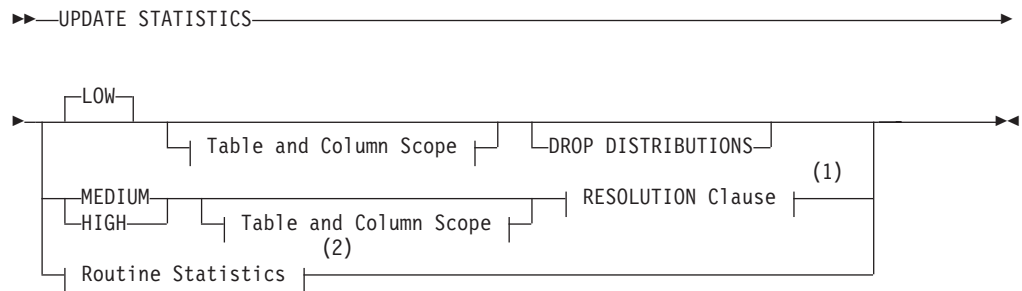 UPDATE STATISTICS
LOW
Table and Column Scope
DROP DISTRIBUTIONS
(1)
MEDIUM
RESOLUTION Clause
HIGH
Table and Column Scope
(2)
Routine Statistics